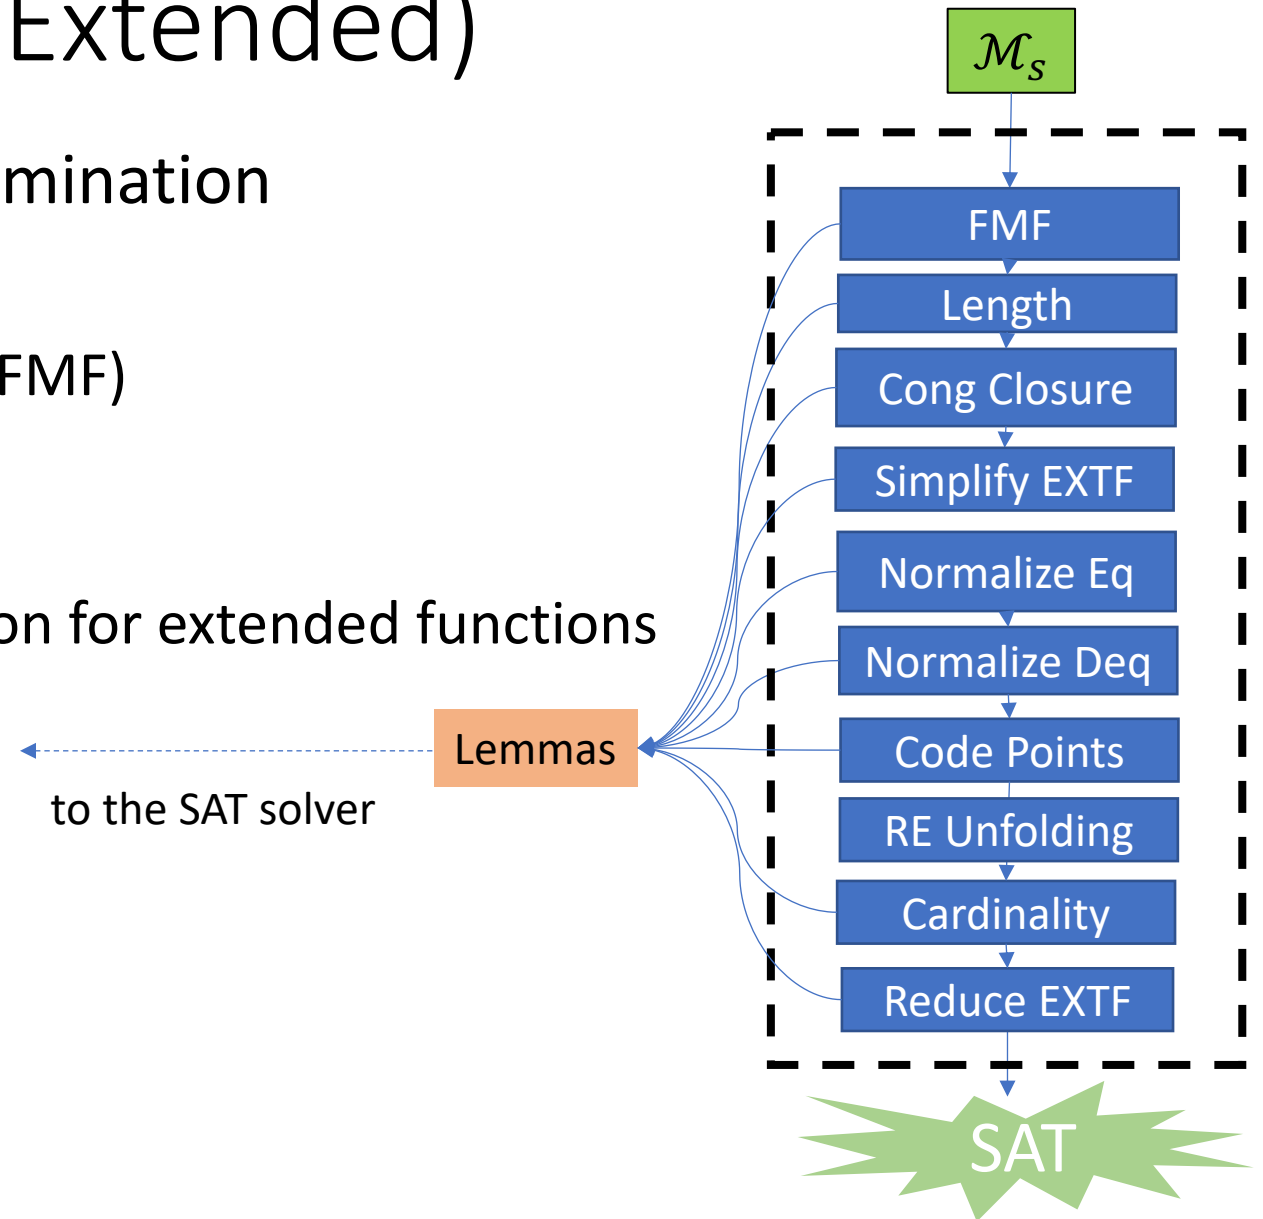 Extended)
mination
FMF)
on for extended functions
Lemmas
to the SAT solver
ℳₛ
FMF
Length
Cong Closure
Simplify EXTF
Normalize Eq
Normalize Deq
Code Points
RE Unfolding
Cardinality
Reduce EXTF
SAT